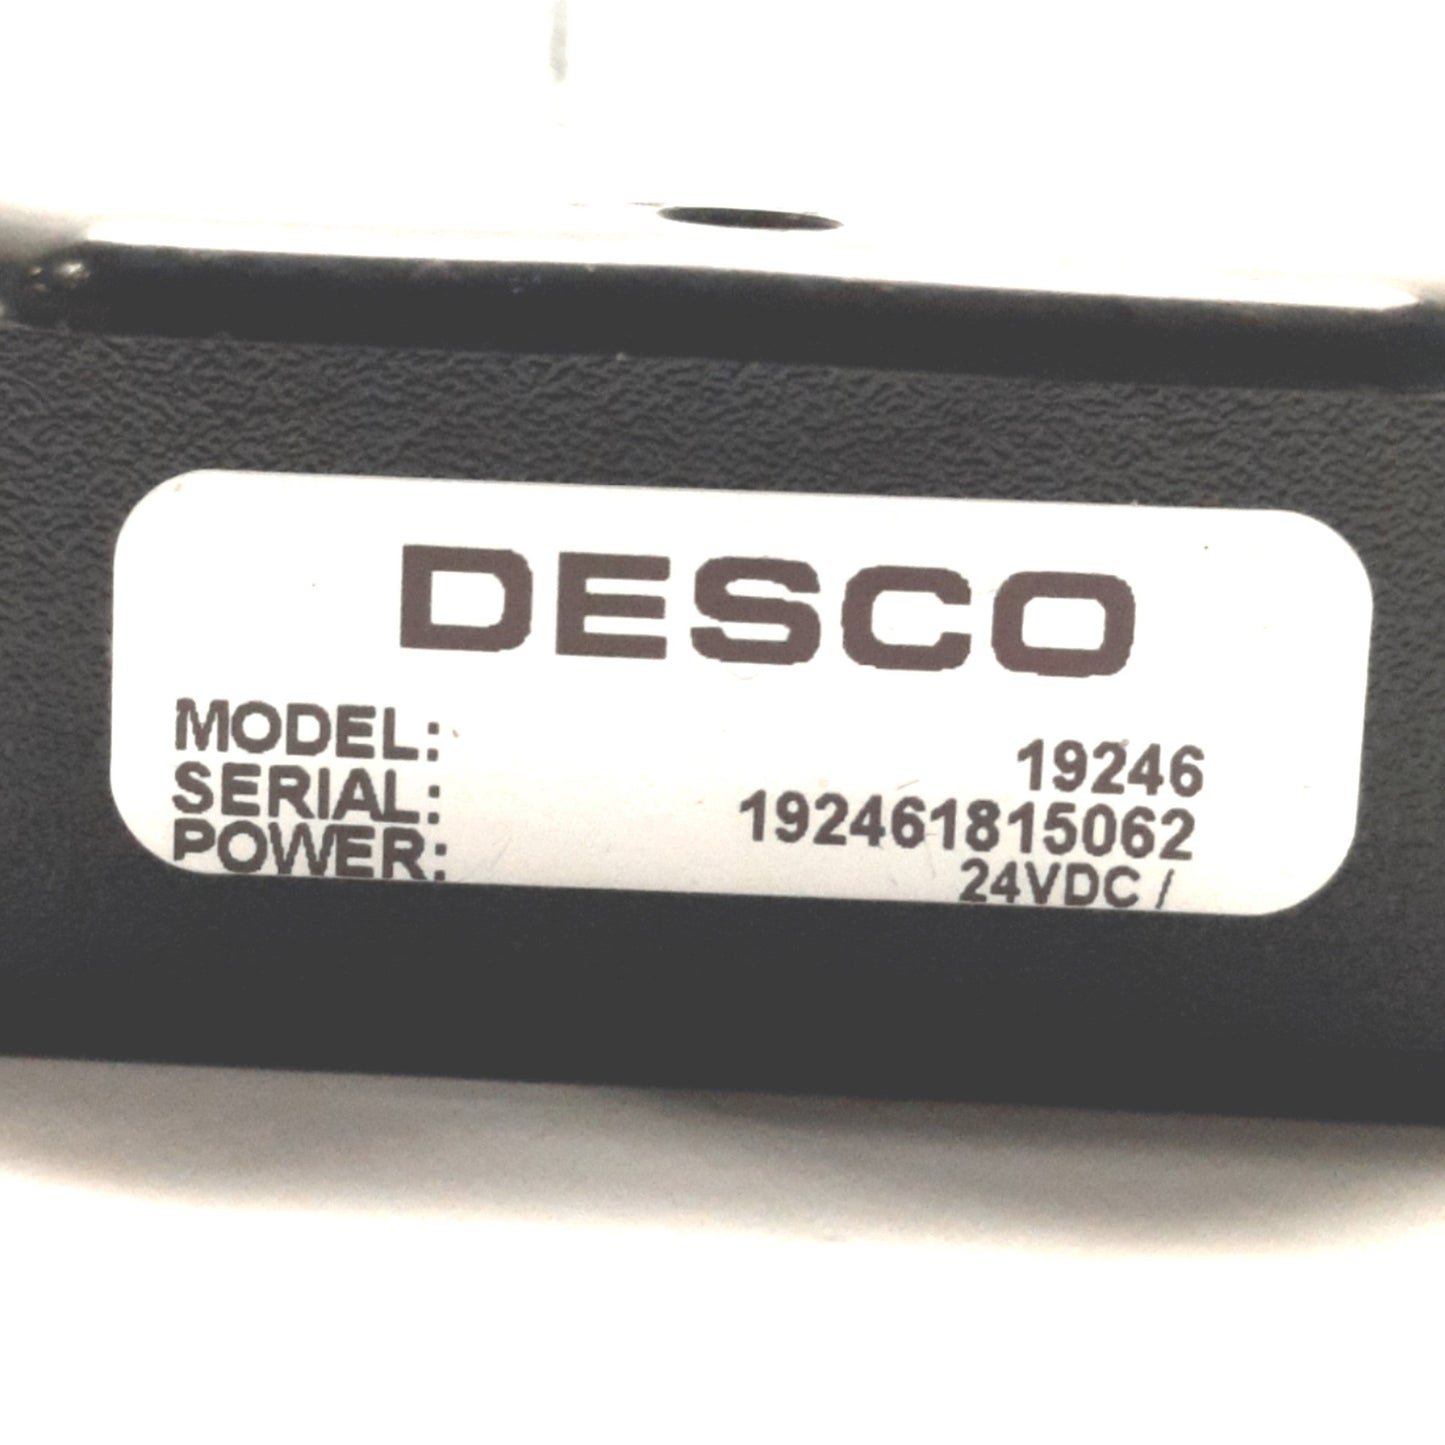 DESCO
MODEL: 19246
SERIAL: 192461815062
POWER: 24VDC /